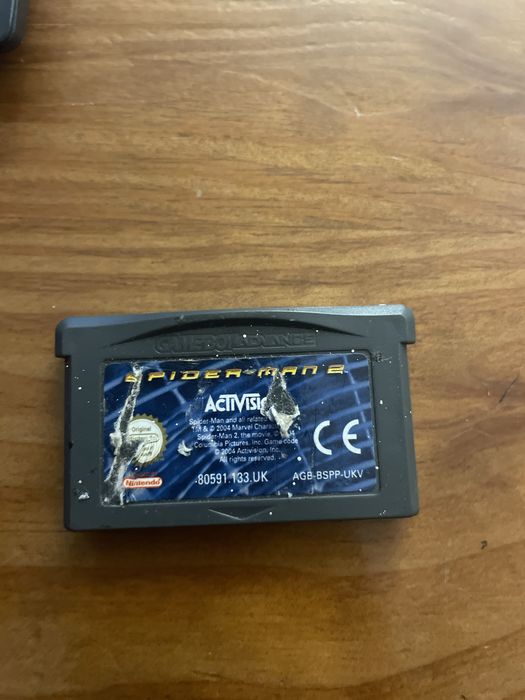 GAME BOY ADVANCE
SPIDER-MAN 2
ACTIVISI
Spider-Man and all related
TM & © 2004 Marvel Charac
Spider-Man 2, the movie, ©
Columbia Pictures, Inc. Game code
© 2004 Activision, Inc.
All rights reserved.
Original
Nintendo
-80591.133.UK
AGB-BSPP-UKV
CE